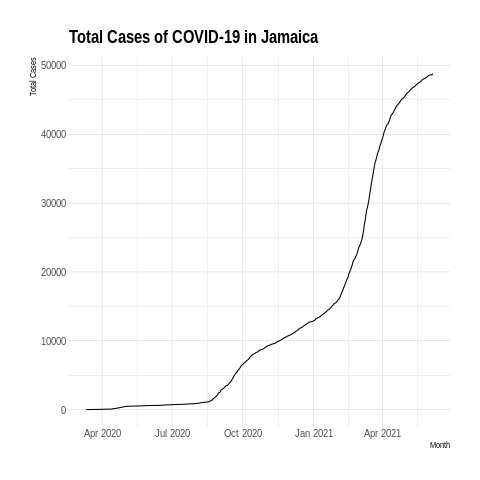 Total Cases of COVID-19 in Jamaica
Total Cases
50000
40000
30000
20000
10000
0
Apr 2020 Jul 2020 Oct 2020 Jan 2021 Apr 2021
Month